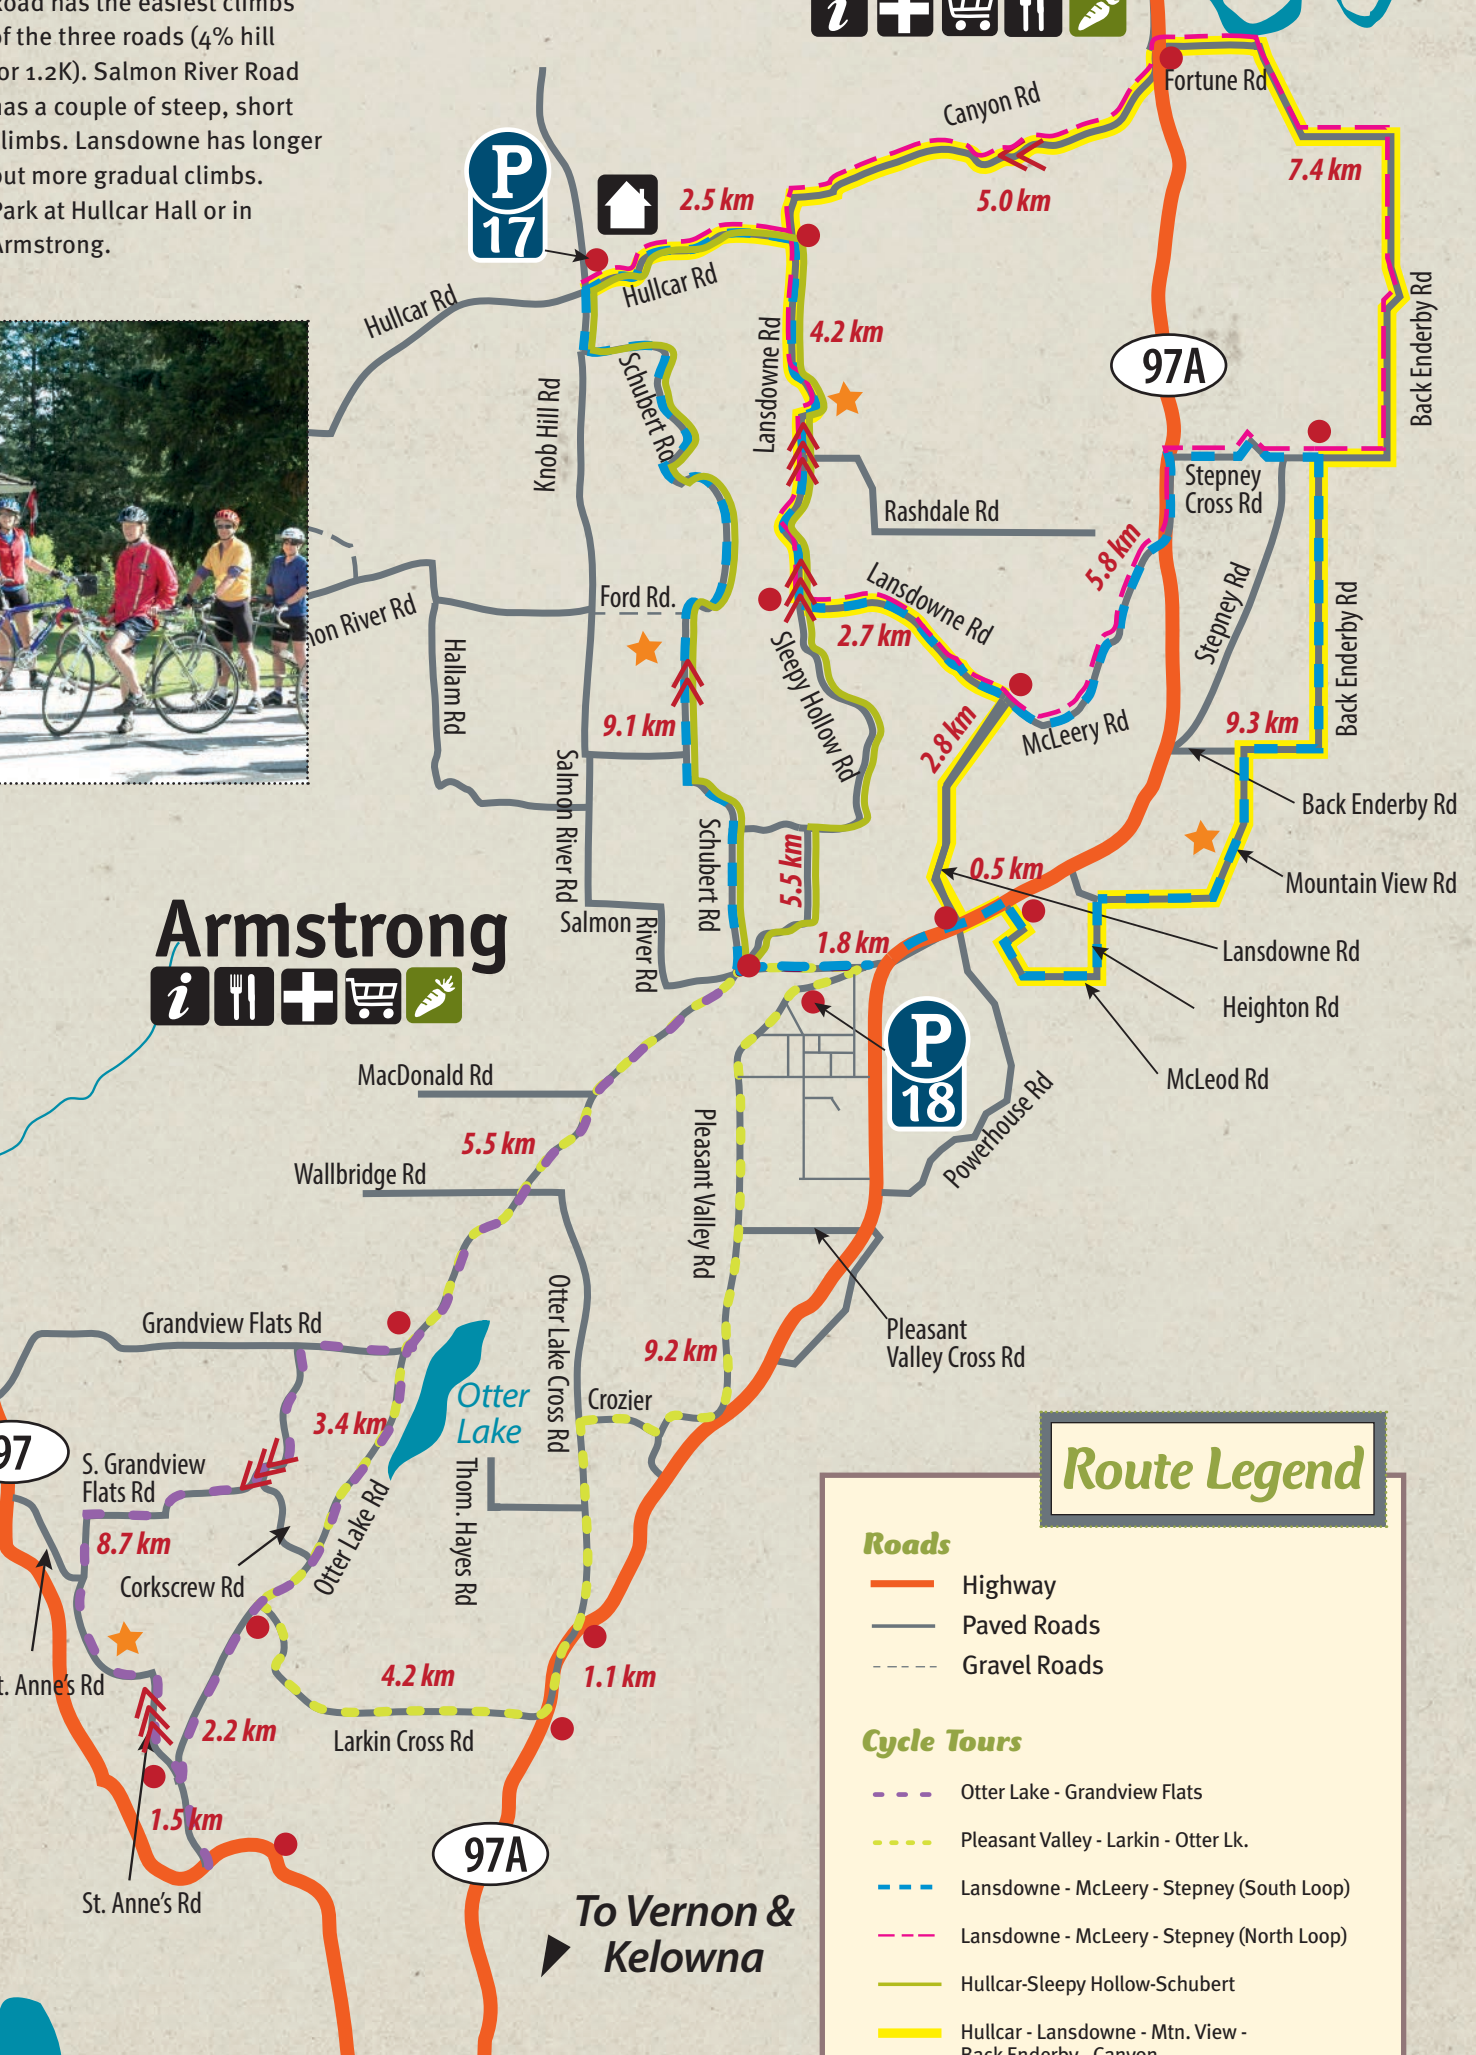 Road has the easiest climbs
of the three roads (4% hill
for 1.2K). Salmon River Road
has a couple of steep, short
climbs. Lansdowne has longer
but more gradual climbs.
Park at Hullcar Hall or in
Armstrong.
Fortune Rd
Canyon Rd
7.4 km
5.0 km
2.5 km
P
17
Hullcar Rd
Hullcar Rd
Back Enderby Rd
Lansdowne Rd
4.2 km
97A
Schubert Rd
Knob Hill Rd
Stepney
Cross Rd
Rashdale Rd
5.8 km
Lansdowne Rd
Stepney Rd
Back Enderby Rd
Ford Rd.
2.7 km
Salmon River Rd
Hallam Rd
Sleepy Hollow Rd
9.1 km
2.8 km
McLeery Rd
9.3 km
Back Enderby Rd
Salmon River Rd
Schubert Rd
5.5 km
0.5 km
Mountain View Rd
Armstrong
Salmon
River Rd
1.8 km
Lansdowne Rd
i
i
Heighton Rd
P
18
MacDonald Rd
McLeod Rd
Powerhouse Rd
5.5 km
Pleasant Valley Rd
Wallbridge Rd
Otter Lake Cross Rd
Grandview Flats Rd
Pleasant
Valley Cross Rd
9.2 km
Otter
Lake
Crozier
3.4 km
97
S. Grandview
Flats Rd
Thom. Hayes Rd
8.7 km
Otter Lake Rd
Corkscrew Rd
St. Anne's Rd
4.2 km
1.1 km
2.2 km
Larkin Cross Rd
1.5 km
97A
St. Anne's Rd
To Vernon &
Kelowna
Route Legend
Roads
Highway
Paved Roads
Gravel Roads
Cycle Tours
Otter Lake - Grandview Flats
Pleasant Valley - Larkin - Otter Lk.
Lansdowne - McLeery - Stepney (South Loop)
Lansdowne - McLeery - Stepney (North Loop)
Hullcar-Sleepy Hollow-Schubert
Hullcar - Lansdowne - Mtn. View -
Back Enderby - Canyon